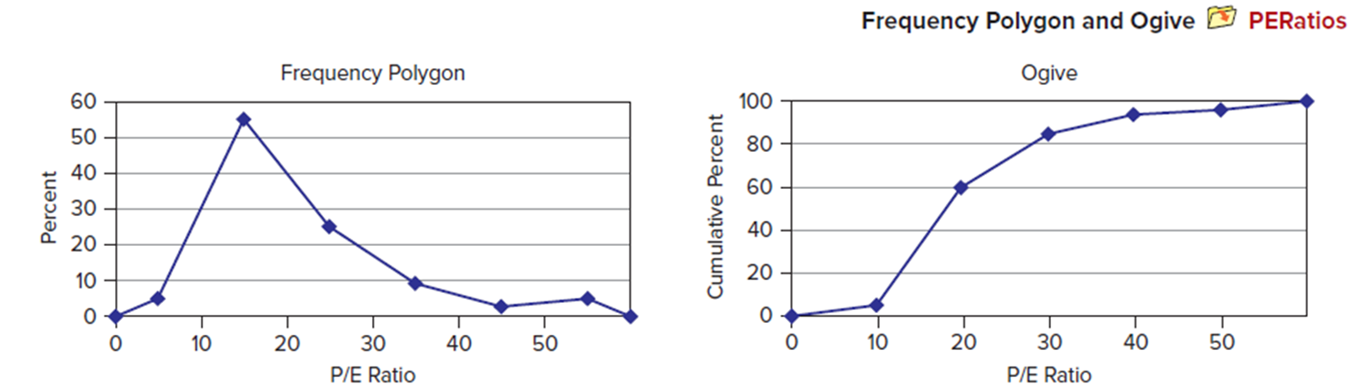 Frequency Polygon and Ogive PERatios
Frequency Polygon
60
50
40
30
20
10
0
Percent
0 10 20 30 40 50
P/E Ratio
Ogive
100
80
60
40
20
0
Cumulative Percent
0 10 20 30 40 50
P/E Ratio